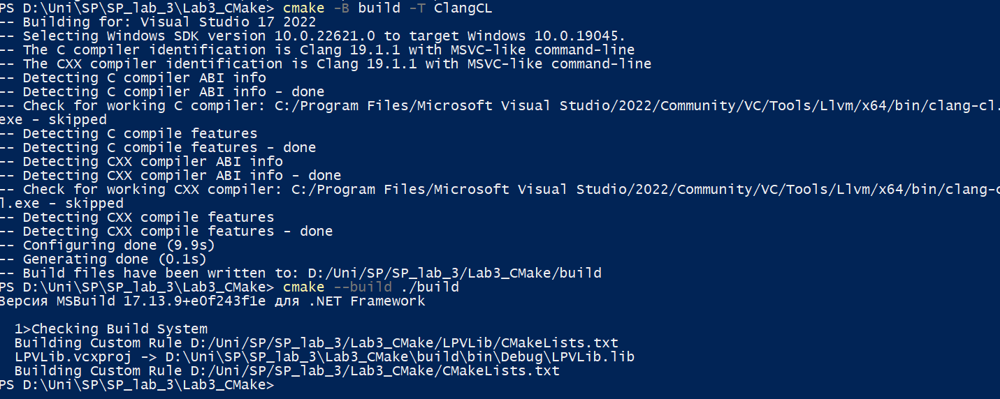 PS D:\Uni\SP\SP_lab_3\Lab3_CMake> cmake -B build -T ClangCL
-- Building for: Visual Studio 17 2022
-- Selecting Windows SDK version 10.0.22621.0 to target Windows 10.0.19045.
-- The C compiler identification is Clang 19.1.1 with MSVC-like command-line
-- The CXX compiler identification is Clang 19.1.1 with MSVC-like command-line
-- Detecting C compiler ABI info
-- Detecting C compiler ABI info - done
-- Check for working C compiler: C:/Program Files/Microsoft Visual Studio/2022/Community/VC/Tools/Llvm/x64/bin/clang-cl.
exe - skipped
-- Detecting C compile features
-- Detecting C compile features - done
-- Detecting CXX compiler ABI info
-- Detecting CXX compiler ABI info - done
-- Check for working CXX compiler: C:/Program Files/Microsoft Visual Studio/2022/Community/VC/Tools/Llvm/x64/bin/clang-c
l.exe - skipped
-- Detecting CXX compile features
-- Detecting CXX compile features - done
-- Configuring done (9.9s)
-- Generating done (0.1s)
-- Build files have been written to: D:/Uni/SP/SP_lab_3/Lab3_CMake/build
PS D:\Uni\SP\SP_lab_3\Lab3_CMake> cmake --build ./build
Версия MSBuild 17.13.9+e0f243f1e для .NET Framework
1>Checking Build System
Building Custom Rule D:/Uni/SP/SP_lab_3/Lab3_CMake/LPVLib/CMakeLists.txt
LPVLib.vcxproj -> D:\Uni\SP\SP_lab_3\Lab3_CMake\build\bin\Debug\LPVLib.lib
Building Custom Rule D:/Uni/SP/SP_lab_3/Lab3_CMake/CMakeLists.txt
PS D:\Uni\SP\SP_lab_3\Lab3_CMake>